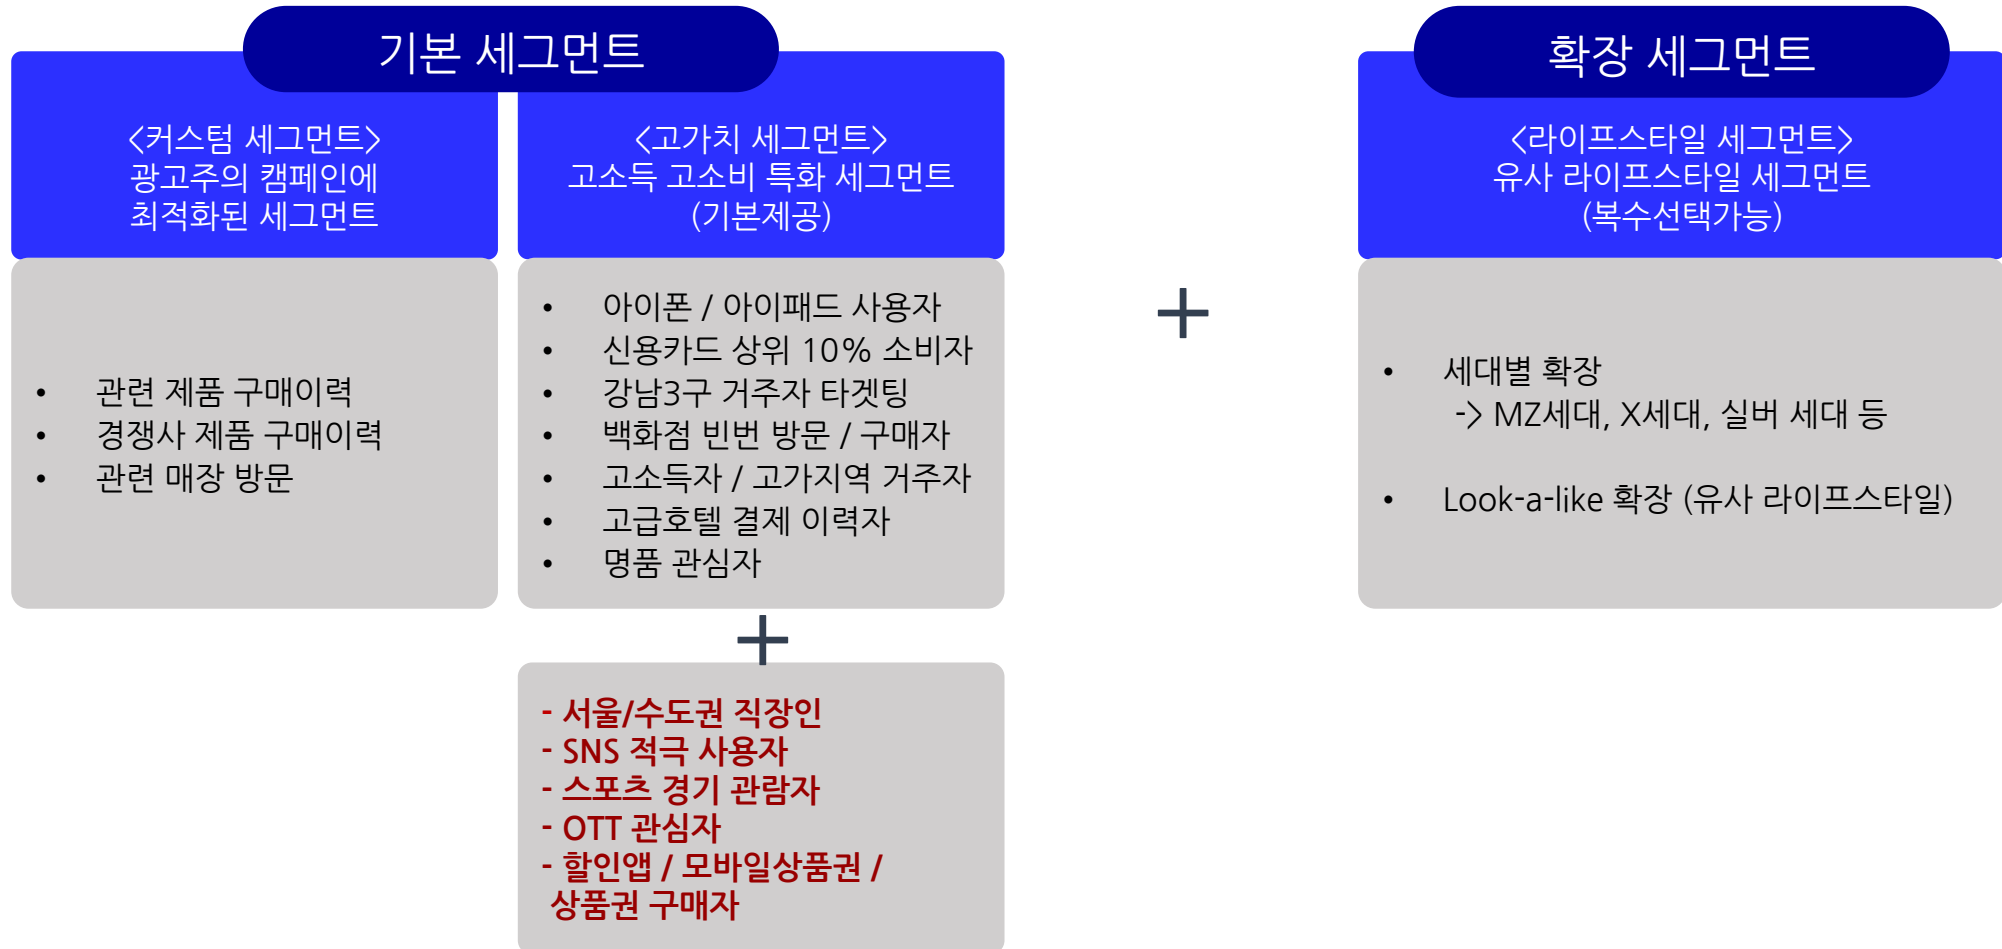 기본 세그먼트
<커스텀 세그먼트>
광고주의 캠페인에
최적화된 세그먼트
• 관련 제품 구매이력
• 경쟁사 제품 구매이력
• 관련 매장 방문
<고가치 세그먼트>
고소득 고소비 특화 세그먼트
(기본제공)
• 아이폰 / 아이패드 사용자
• 신용카드 상위 10% 소비자
• 강남3구 거주자 타겟팅
• 백화점 빈번 방문 / 구매자
• 고소득자 / 고가지역 거주자
• 고급호텔 결제 이력자
• 명품 관심자
+
- 서울/수도권 직장인
- SNS 적극 사용자
- 스포츠 경기 관람자
- OTT 관심자
- 할인앱 / 모바일상품권 /
상품권 구매자
+
확장 세그먼트
<라이프스타일 세그먼트>
유사 라이프스타일 세그먼트
(복수선택가능)
• 세대별 확장
-> MZ세대, X세대, 실버 세대 등
• Look-a-like 확장 (유사 라이프스타일)